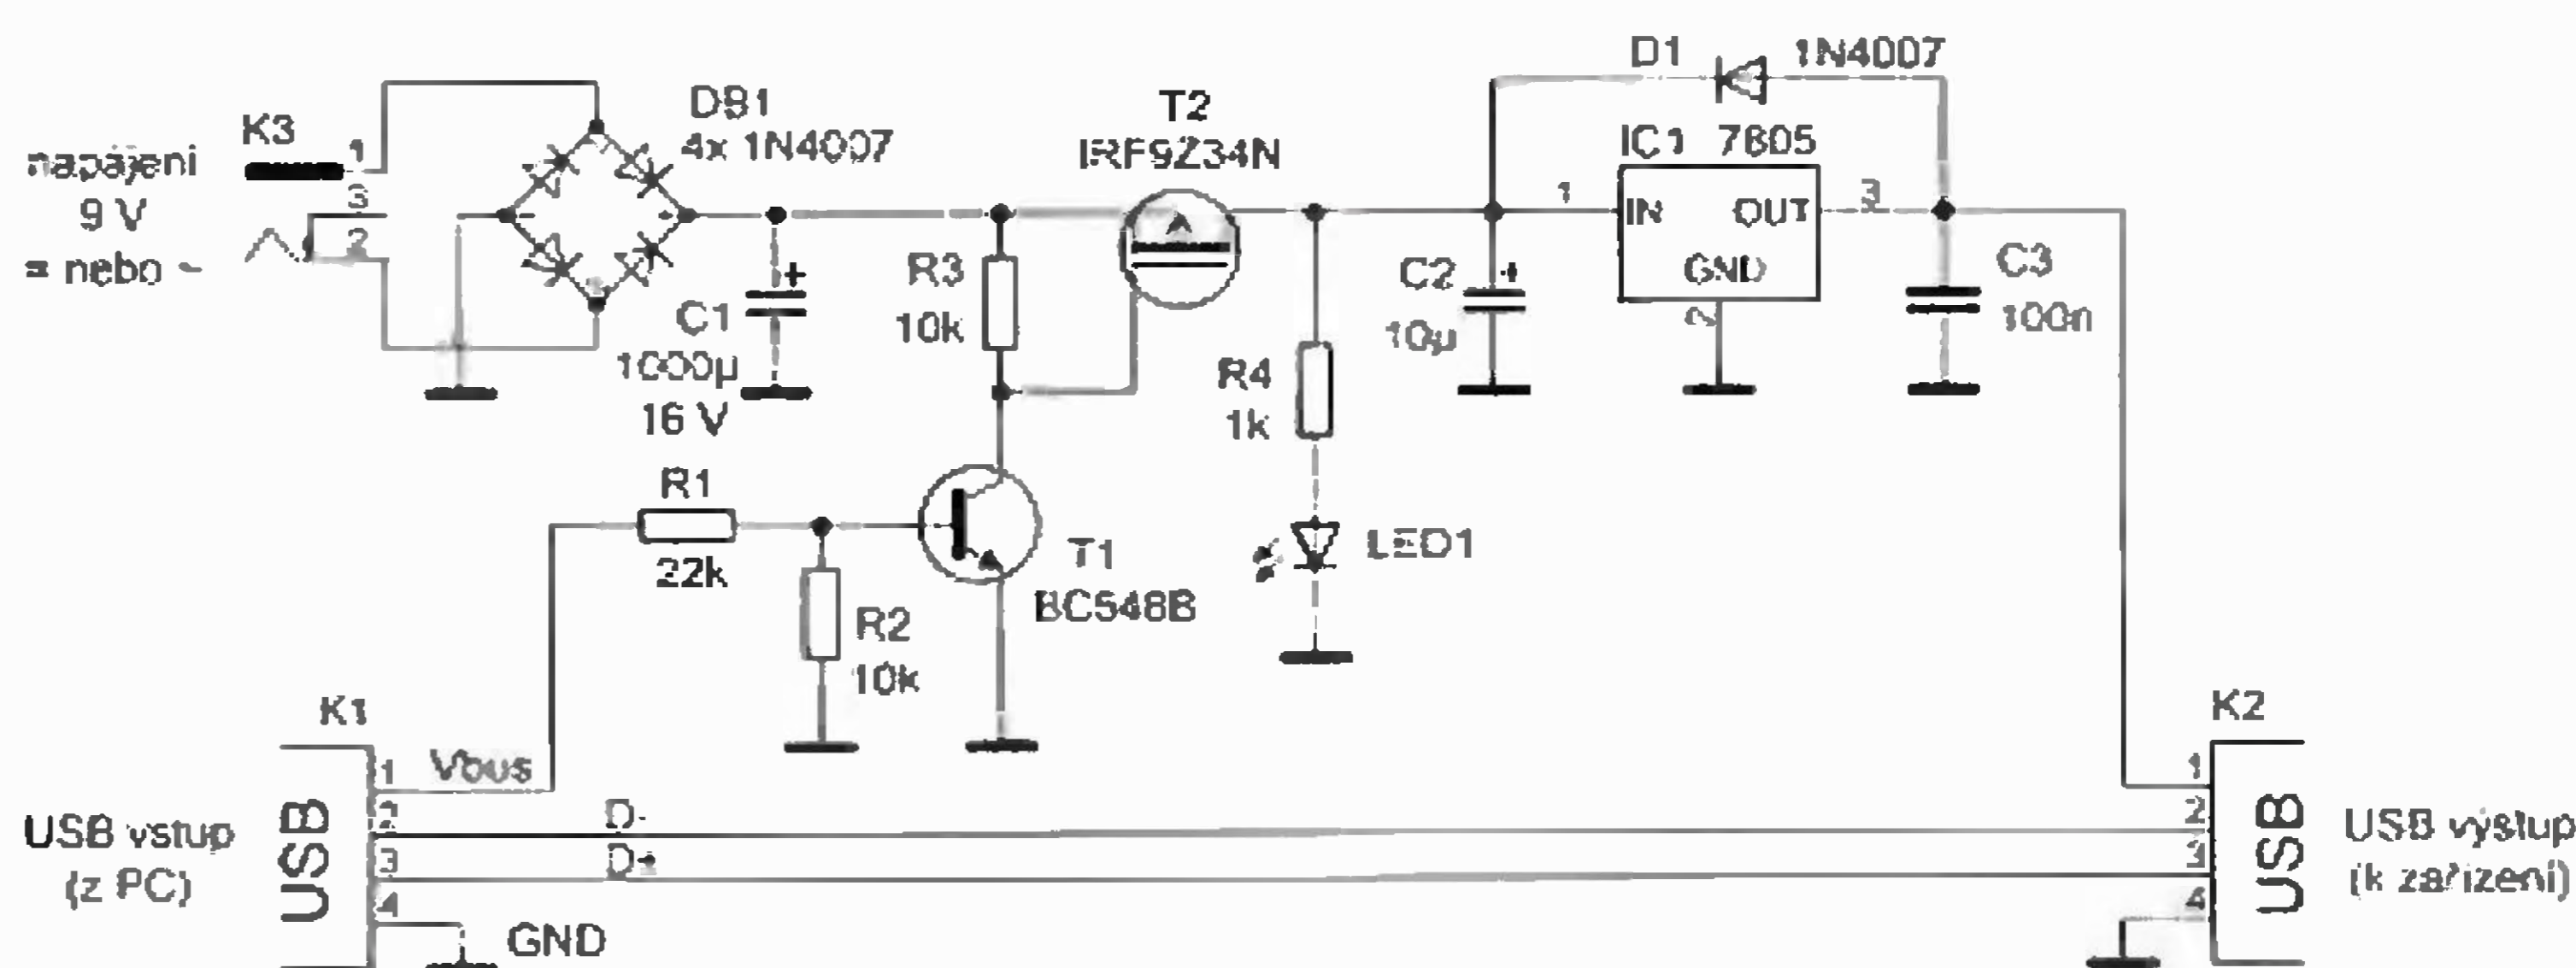 K3
napájení
9 V
= nebo ~
1
3
2
DB1
4x 1N4007
C1
+
1000µ
16 V
R3
10k
T2
IRF9Z34N
R4
1k
LED1
D1
1N4007
IC1 7805
1
IN
OUT
3
GND
2
C2
+
10µ
C3
100n
R1
22k
R2
10k
T1
BC548B
K1
USB vstup
(z PC)
USB
1
2
3
4
Vbus
D-
D+
GND
K2
1
2
3
4
USB
USB výstup
(k zařízení)